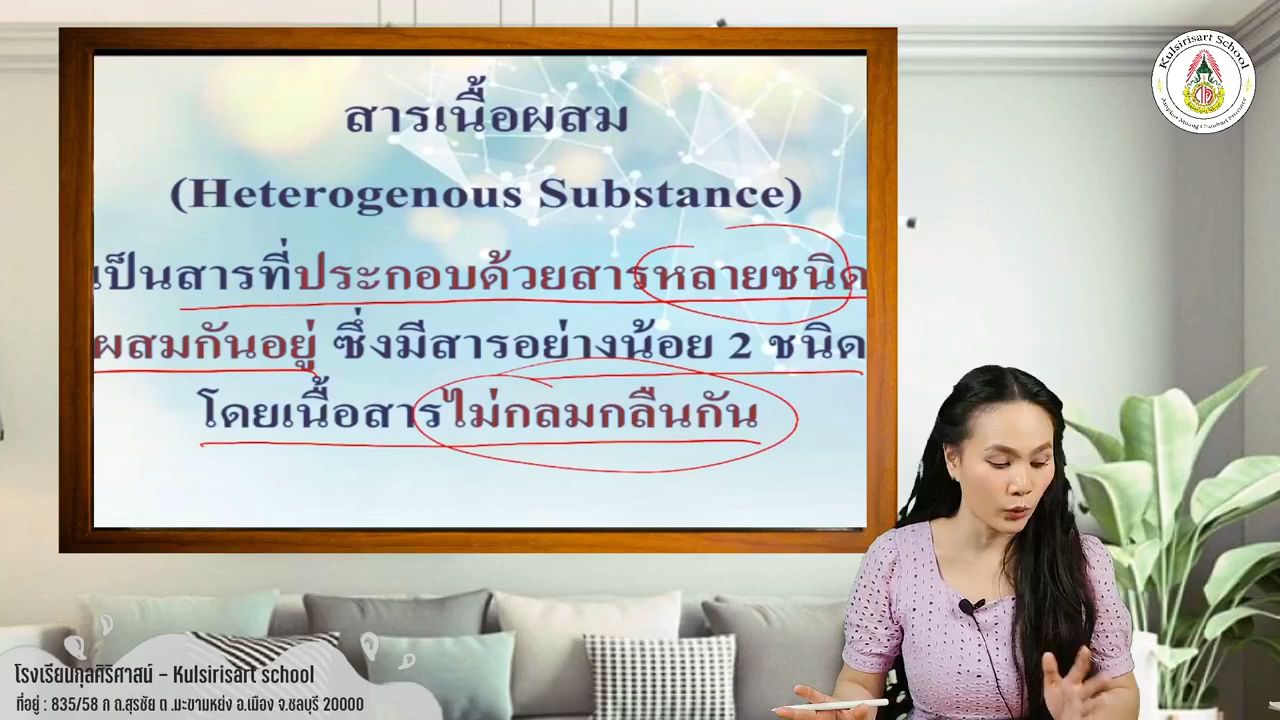 สารเนื้อผสม
(Heterogenous Substance)
เป็นสารที่ประกอบด้วยสารหลายชนิด
ผสมกันอยู่ ซึ่งมีสารอย่างน้อย 2 ชนิด
โดยเนื้อสารไม่กลมกลืนกัน
Kulsirisart School
โรงเรียนกุลศิริศาสน์ - Kulsirisart school
ที่อยู่ : 835/58 ก ถ.สุรชัย ต .มะขามหย่ง อ.เมือง จ.ชลบุรี 20000